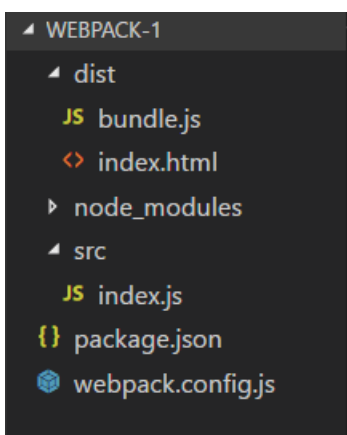 WEBPACK-1
dist
JS bundle.js
<> index.html
node_modules
src
JS index.js
{} package.json
webpack.config.js